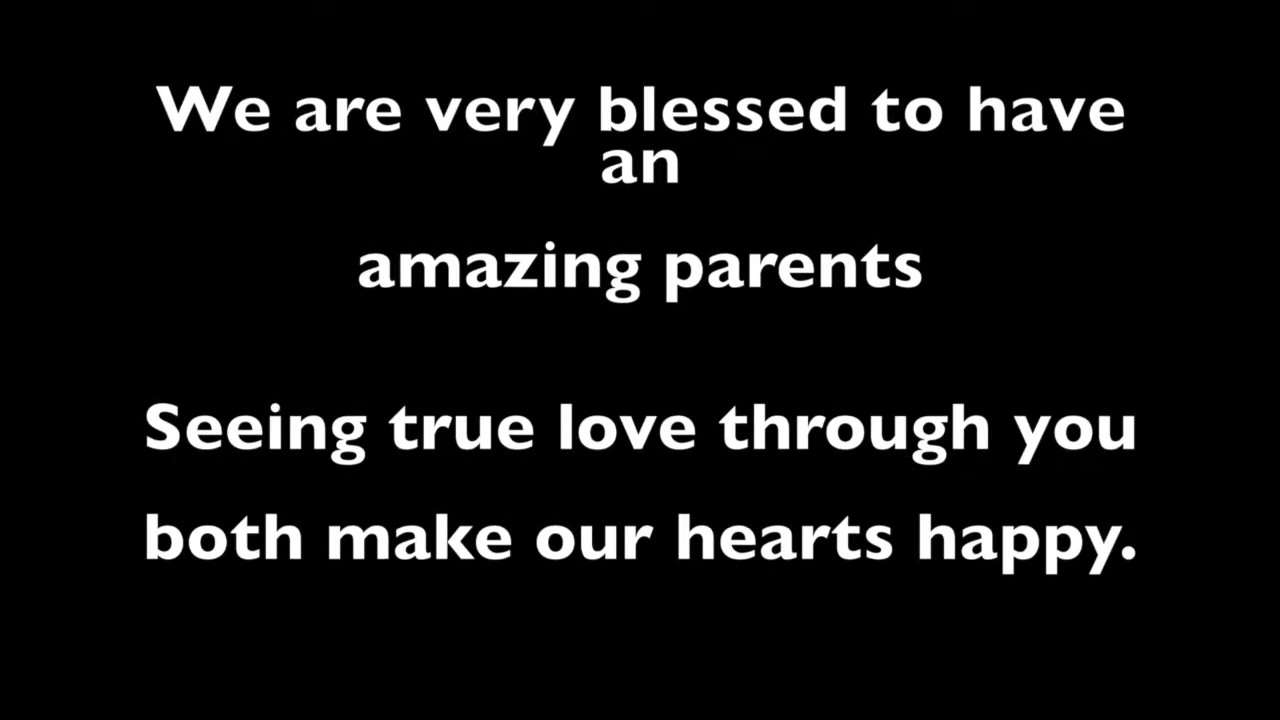 We are very blessed to have
an
amazing parents
Seeing true love through you
both make our hearts happy.